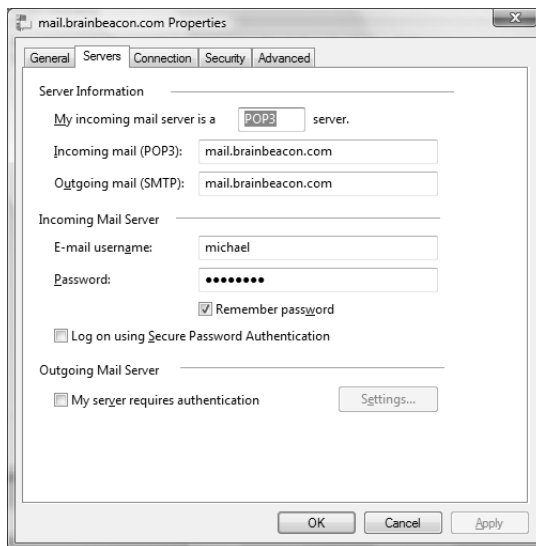 mail.brainbeacon.com Properties
General Servers Connection Security Advanced
Server Information
My incoming mail server is a POP3 server.
Incoming mail (POP3): mail.brainbeacon.com
Outgoing mail (SMTP): mail.brainbeacon.com
Incoming Mail Server
E-mail username: michael
Password: ••••••••
Remember password
Log on using Secure Password Authentication
Outgoing Mail Server
My server requires authentication Settings...
OK Cancel Apply